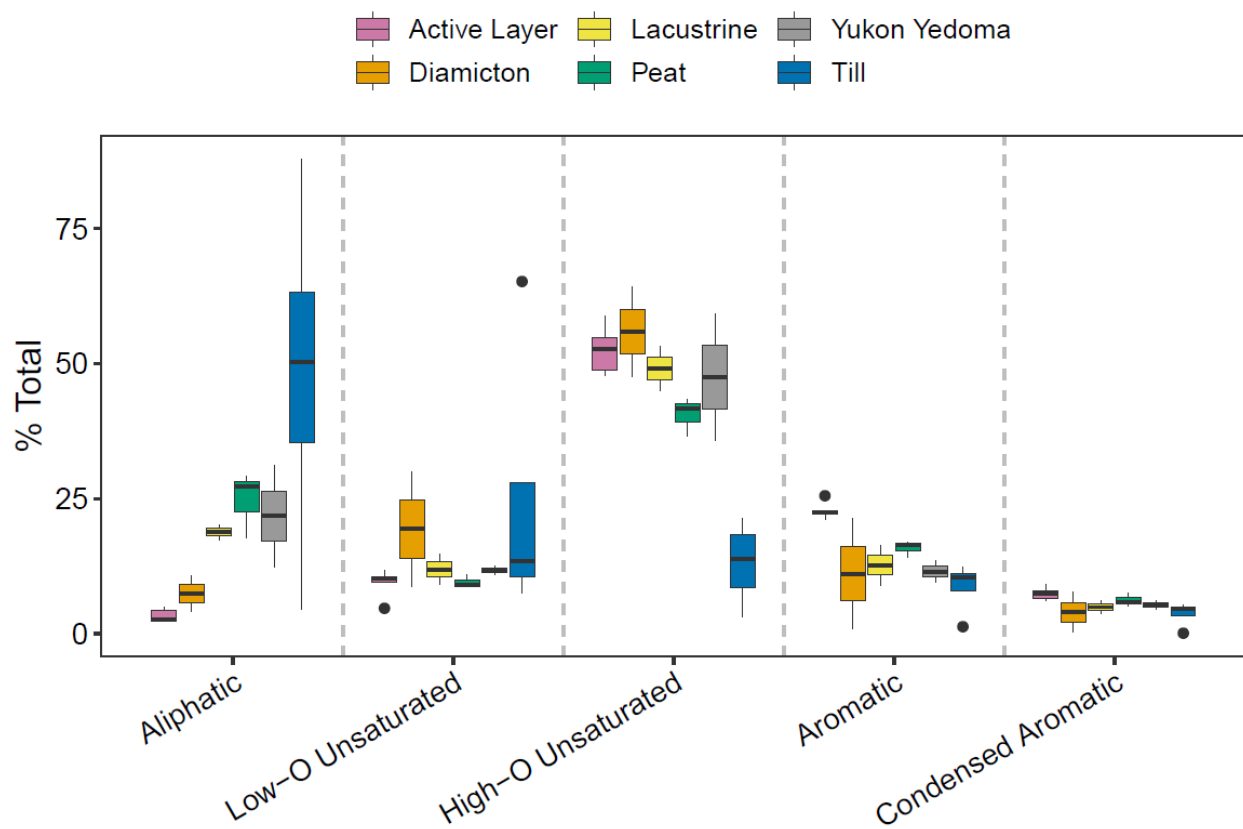 Active Layer Lacustrine Yukon Yedoma
Diamicton Peat Till
% Total
75
50
25
0
Aliphatic
Low−O Unsaturated
High−O Unsaturated
Aromatic
Condensed Aromatic